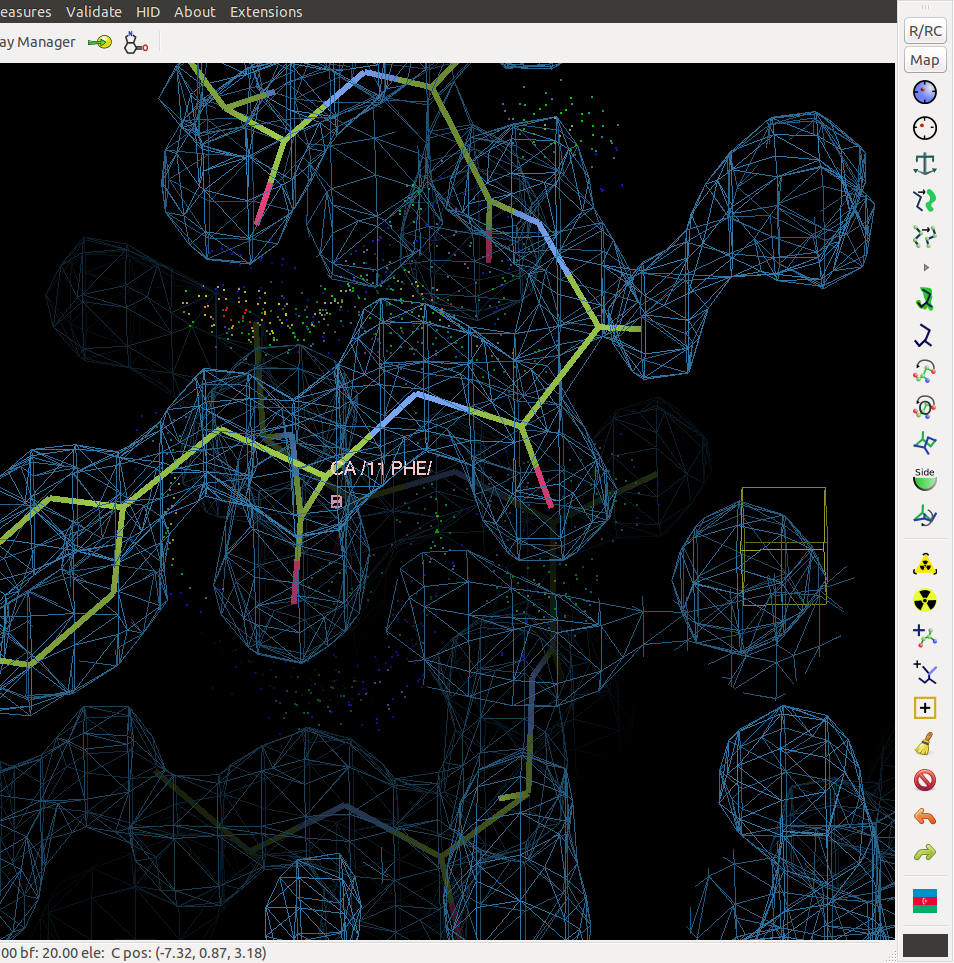 easures Validate HID About Extensions
ay Manager
R/RC
Map
CA /11 PHE/
Side
00 bf: 20.00 ele: C pos: (-7.32, 0.87, 3.18)